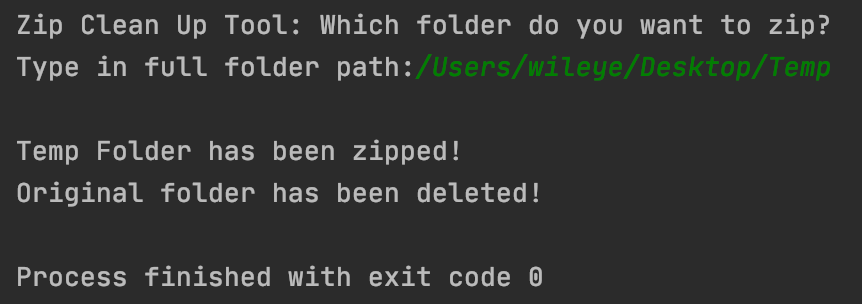 Zip Clean Up Tool: Which folder do you want to zip?
Type in full folder path:/Users/wileye/Desktop/Temp
Temp Folder has been zipped!
Original folder has been deleted!
Process finished with exit code 0